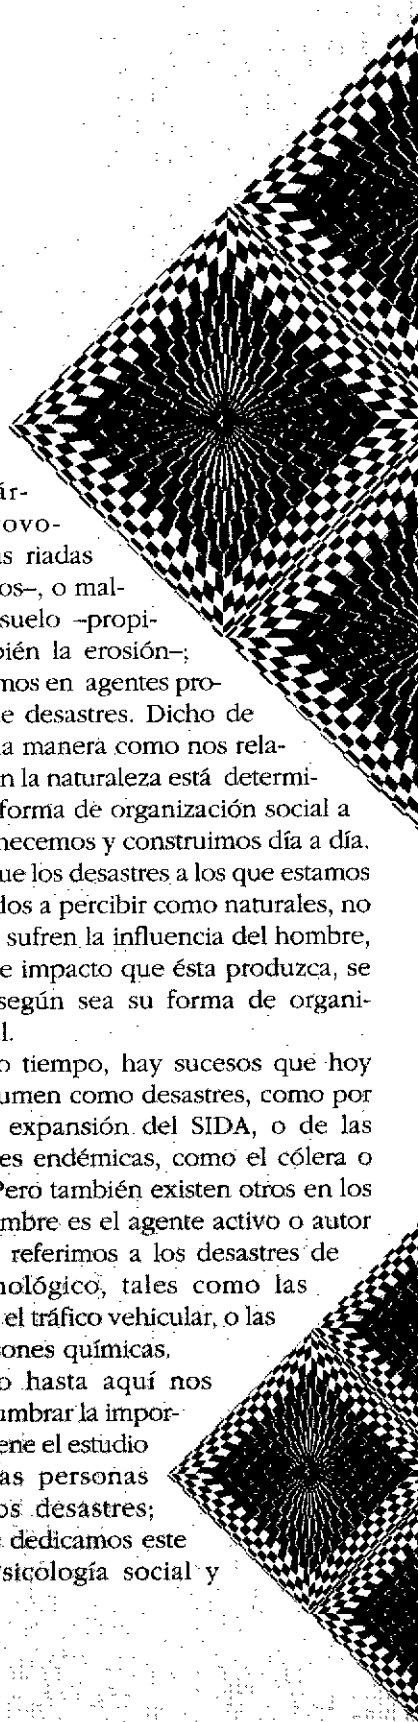 ár-
ovo-
as riadas
os–, o mal-
suelo –propi-
bién la erosión–;
mos en agentes pro-
e desastres. Dicho de
la manera como nos rela-
n la naturaleza está determi-
forma de organización social a
necemos y construimos día a día.
ue los desastres a los que estamos
dos a percibir como naturales, no
sufren la influencia del hombre,
e impacto que ésta produzca, se
según sea su forma de organi-
l.
o tiempo, hay sucesos que hoy
umen como desastres, como por
expansión del SIDA, o de las
es endémicas, como el cólera o
Pero también existen otros en los
mbre es el agente activo o autor
referimos a los desastres de
nológico, tales como las
el tráfico vehicular, o las
ones químicas.
o hasta aquí nos
umbrar la impor-
ene el estudio
as personas
os desastres;
e dedicamos este
sicología social y